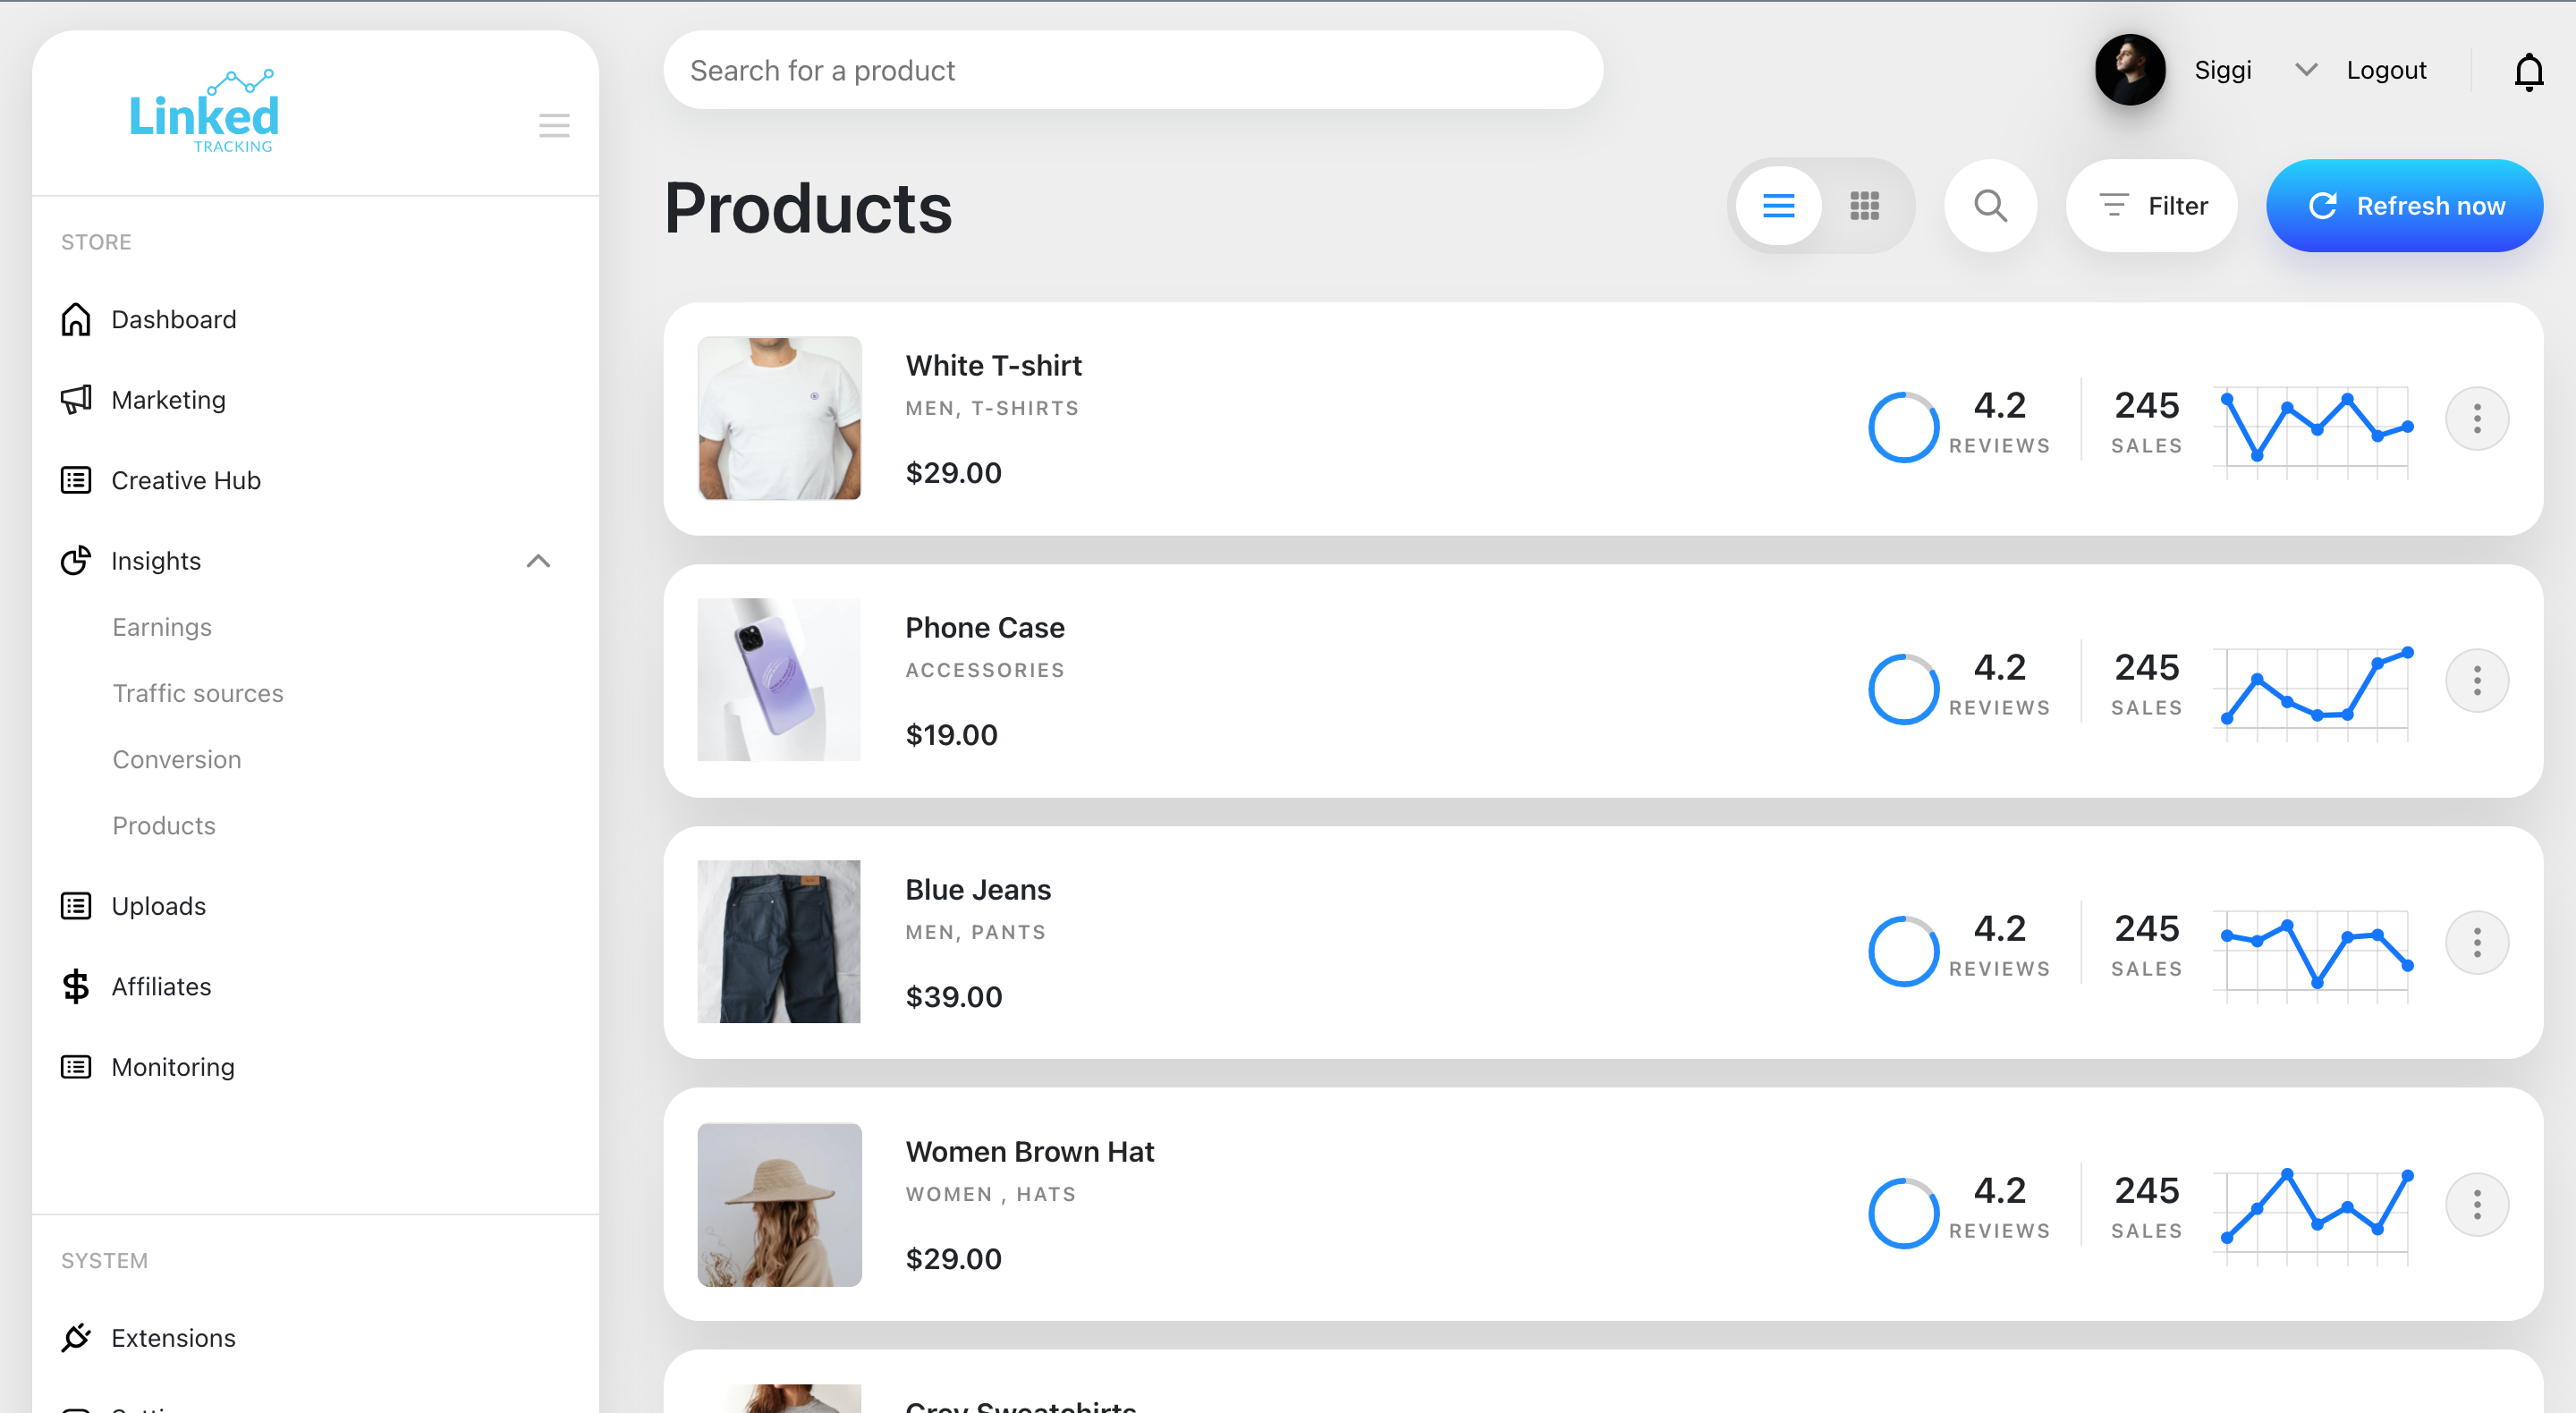 Linked
TRACKING
STORE
Dashboard
Marketing
Creative Hub
Insights
Earnings
Traffic sources
Conversion
Products
Uploads
Affiliates
Monitoring
SYSTEM
Extensions
Search for a product
Siggi
Logout
Products
Filter
Refresh now
White T-shirt
MEN, T-SHIRTS
$29.00
4.2
REVIEWS
245
SALES
Phone Case
ACCESSORIES
$19.00
4.2
REVIEWS
245
SALES
Blue Jeans
MEN, PANTS
$39.00
4.2
REVIEWS
245
SALES
Women Brown Hat
WOMEN , HATS
$29.00
4.2
REVIEWS
245
SALES
Grey Sweatshirts